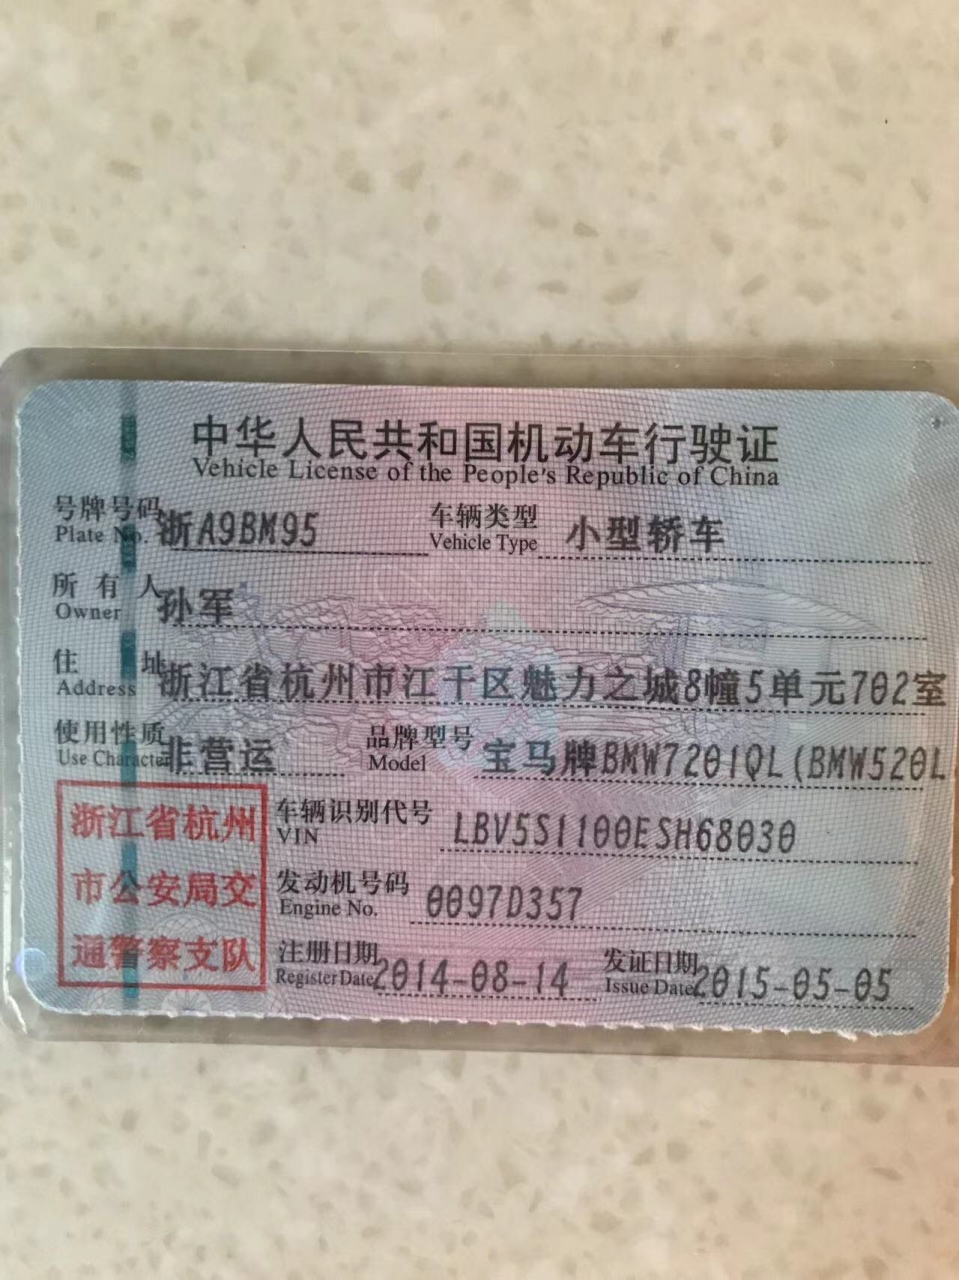 中华人民共和国机动车行驶证
Vehicle License of the People's Republic of China
号牌号码 浙A9BM95 车辆类型 小型轿车
Plate No. Vehicle Type
所有人 孙军
Owner
住址 浙江省杭州市江干区魅力之城8幢5单元702室
Address
使用性质 非营运 品牌型号 宝马牌BMW7201QL(BMW520L
Use Character Model
浙江省杭州
市公安局交
通警察支队
车辆识别代号 LBV5S1100ESH68030
VIN
发动机号码 0097D357
Engine No.
注册日期 2014-08-14 发证日期 2015-05-05
Register Date Issue Date